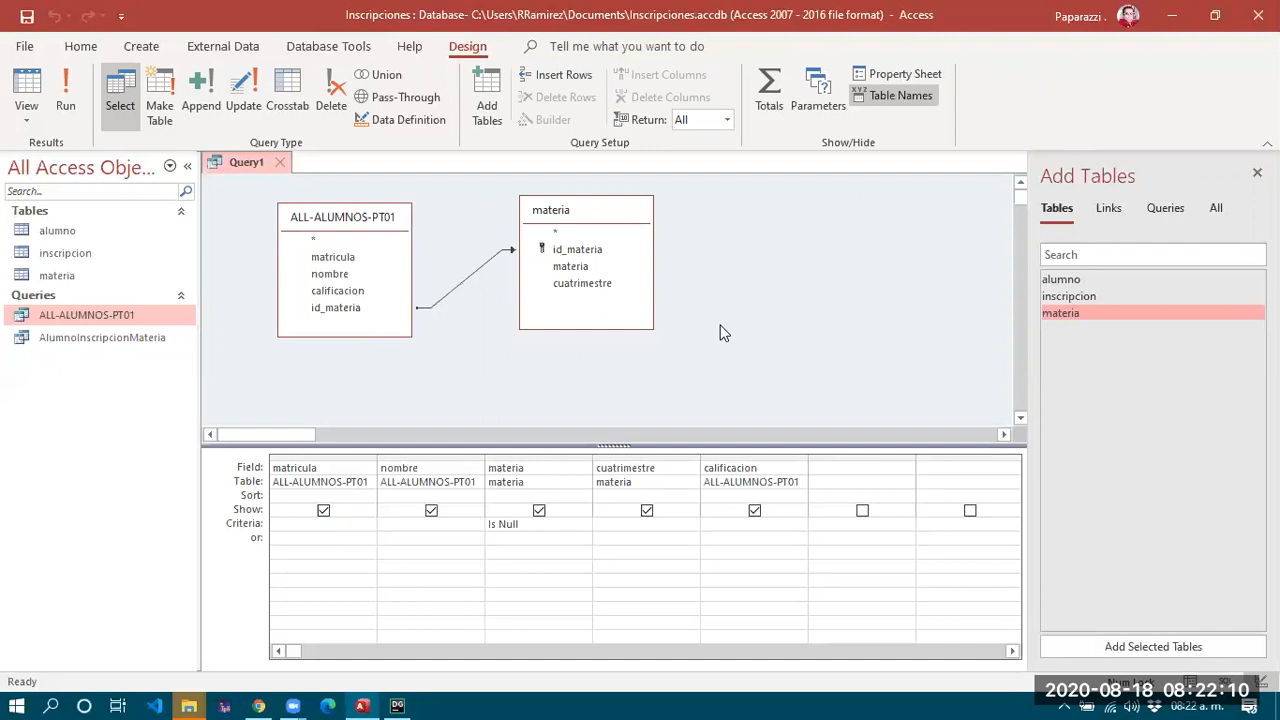 Inscripciones : Database- C:\Users\RRamirez\Documents\Inscripciones.accdb (Access 2007 - 2016 file format) - Access
Paparazzi .
File Home Create External Data Database Tools Help Design Tell me what you want to do
View Run
Results
Select Make Table Append Update Crosstab Delete
Union
Pass-Through
Data Definition
Query Type
Add Tables
Insert Rows
Delete Rows
Builder
Insert Columns
Delete Columns
Return: All
Query Setup
Totals Parameters
Property Sheet
XYZ Table Names
Show/Hide
All Access Obje...
Search...
Tables
alumno
inscripcion
materia
Queries
ALL-ALUMNOS-PT01
AlumnoInscripcionMateria
Query1
ALL-ALUMNOS-PT01
*
matricula
nombre
calificacion
id_materia
materia
*
id_materia
materia
cuatrimestre
Field: matricula nombre materia cuatrimestre calificacion
Table: ALL-ALUMNOS-PT01 ALL-ALUMNOS-PT01 materia materia ALL-ALUMNOS-PT01
Sort:
Show:
Criteria: Is Null
or:
Add Tables
Tables Links Queries All
Search
alumno
inscripcion
materia
Add Selected Tables
Ready
Num Lock
SQL
2020-08-18 08:22:10
DG
08:22 a. m.